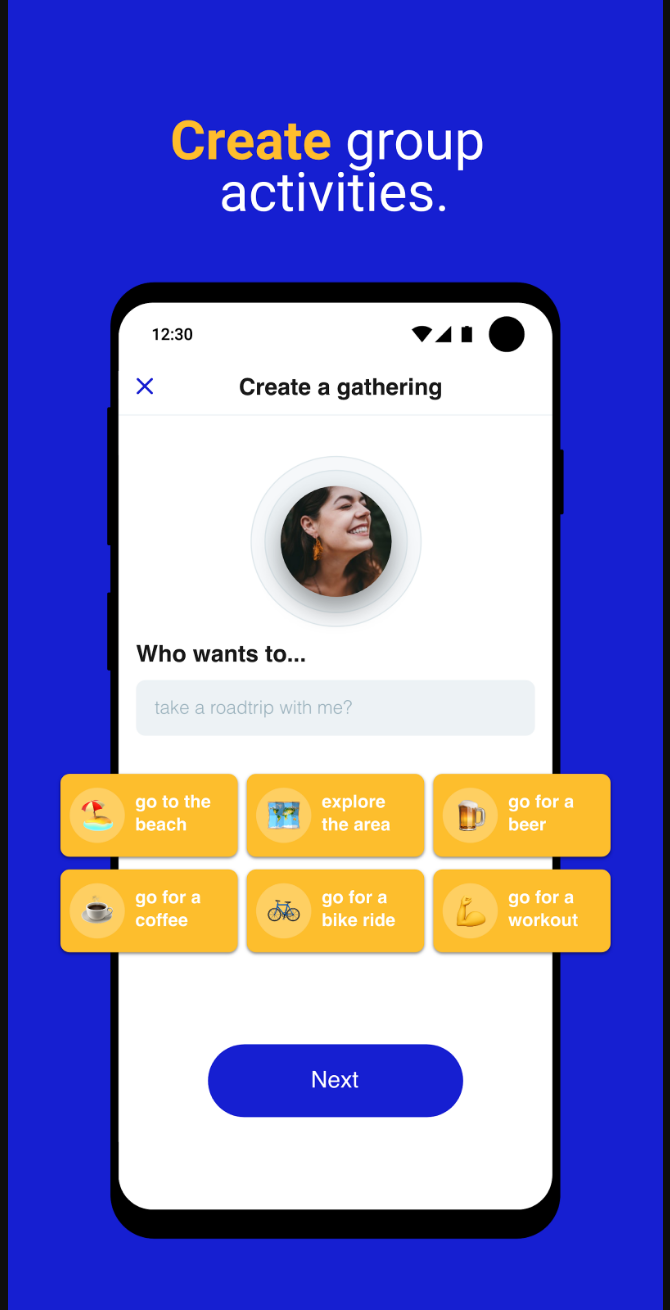 Create group
activities.
12:30
Create a gathering
Who wants to...
take a roadtrip with me?
go to the
beach
explore
the area
go for a
beer
go for a
coffee
go for a
bike ride
go for a
workout
Next